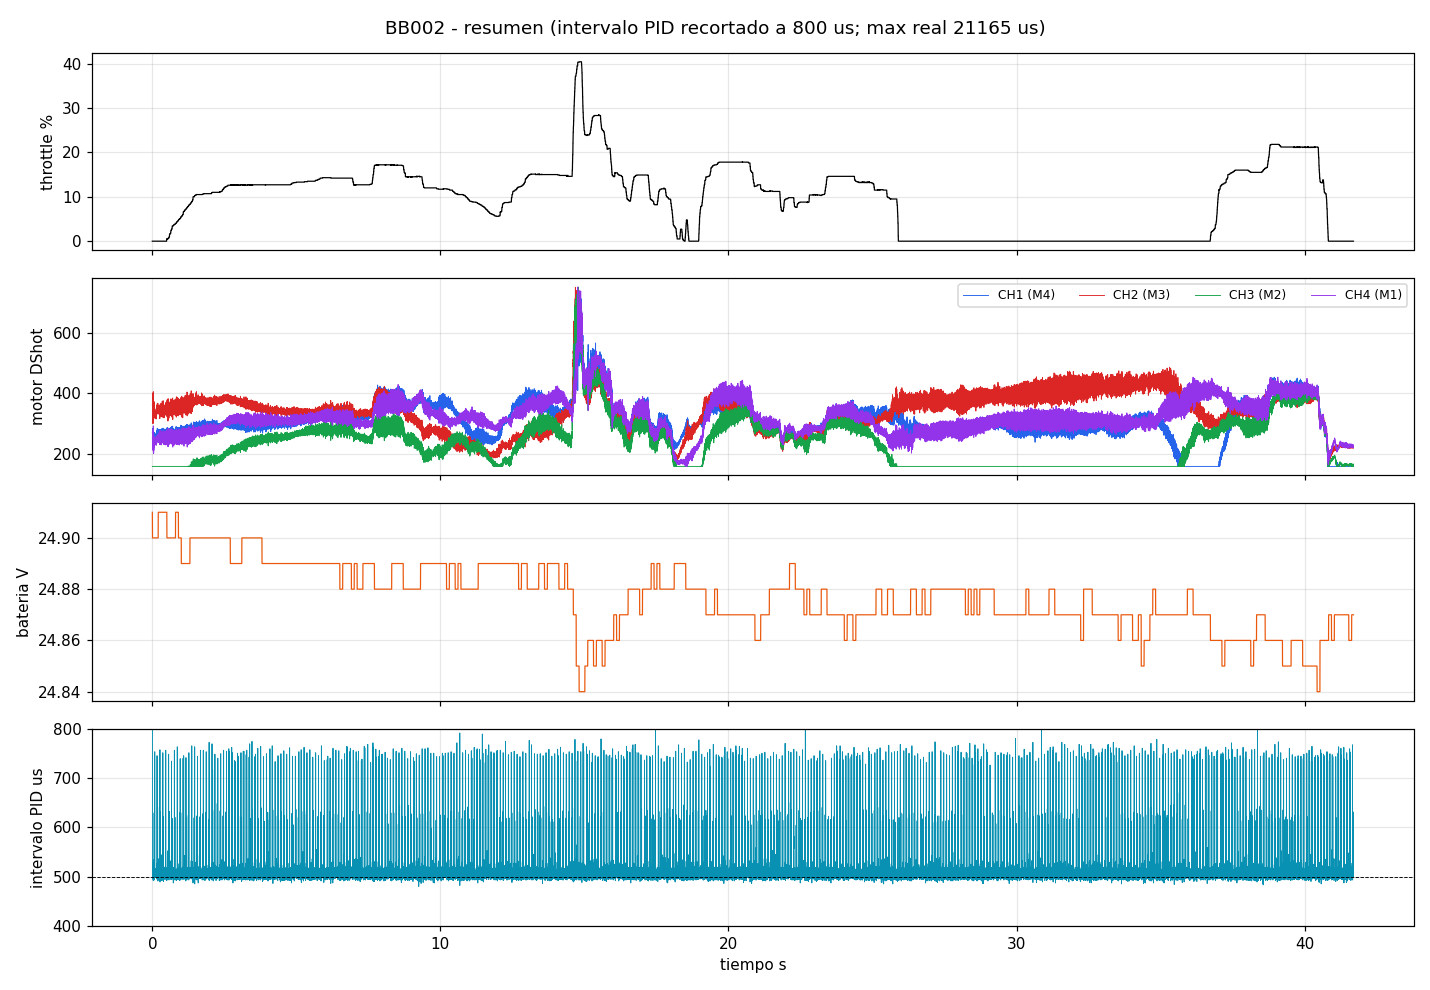 BB002 - resumen (intervalo PID recortado a 800 us; max real 21165 us)
throttle %
40
30
20
10
0
motor DShot
600
400
200
CH1 (M4) CH2 (M3) CH3 (M2) CH4 (M1)
bateria V
24.90
24.88
24.86
24.84
intervalo PID us
800
700
600
500
400
0 10 20 30 40
tiempo s